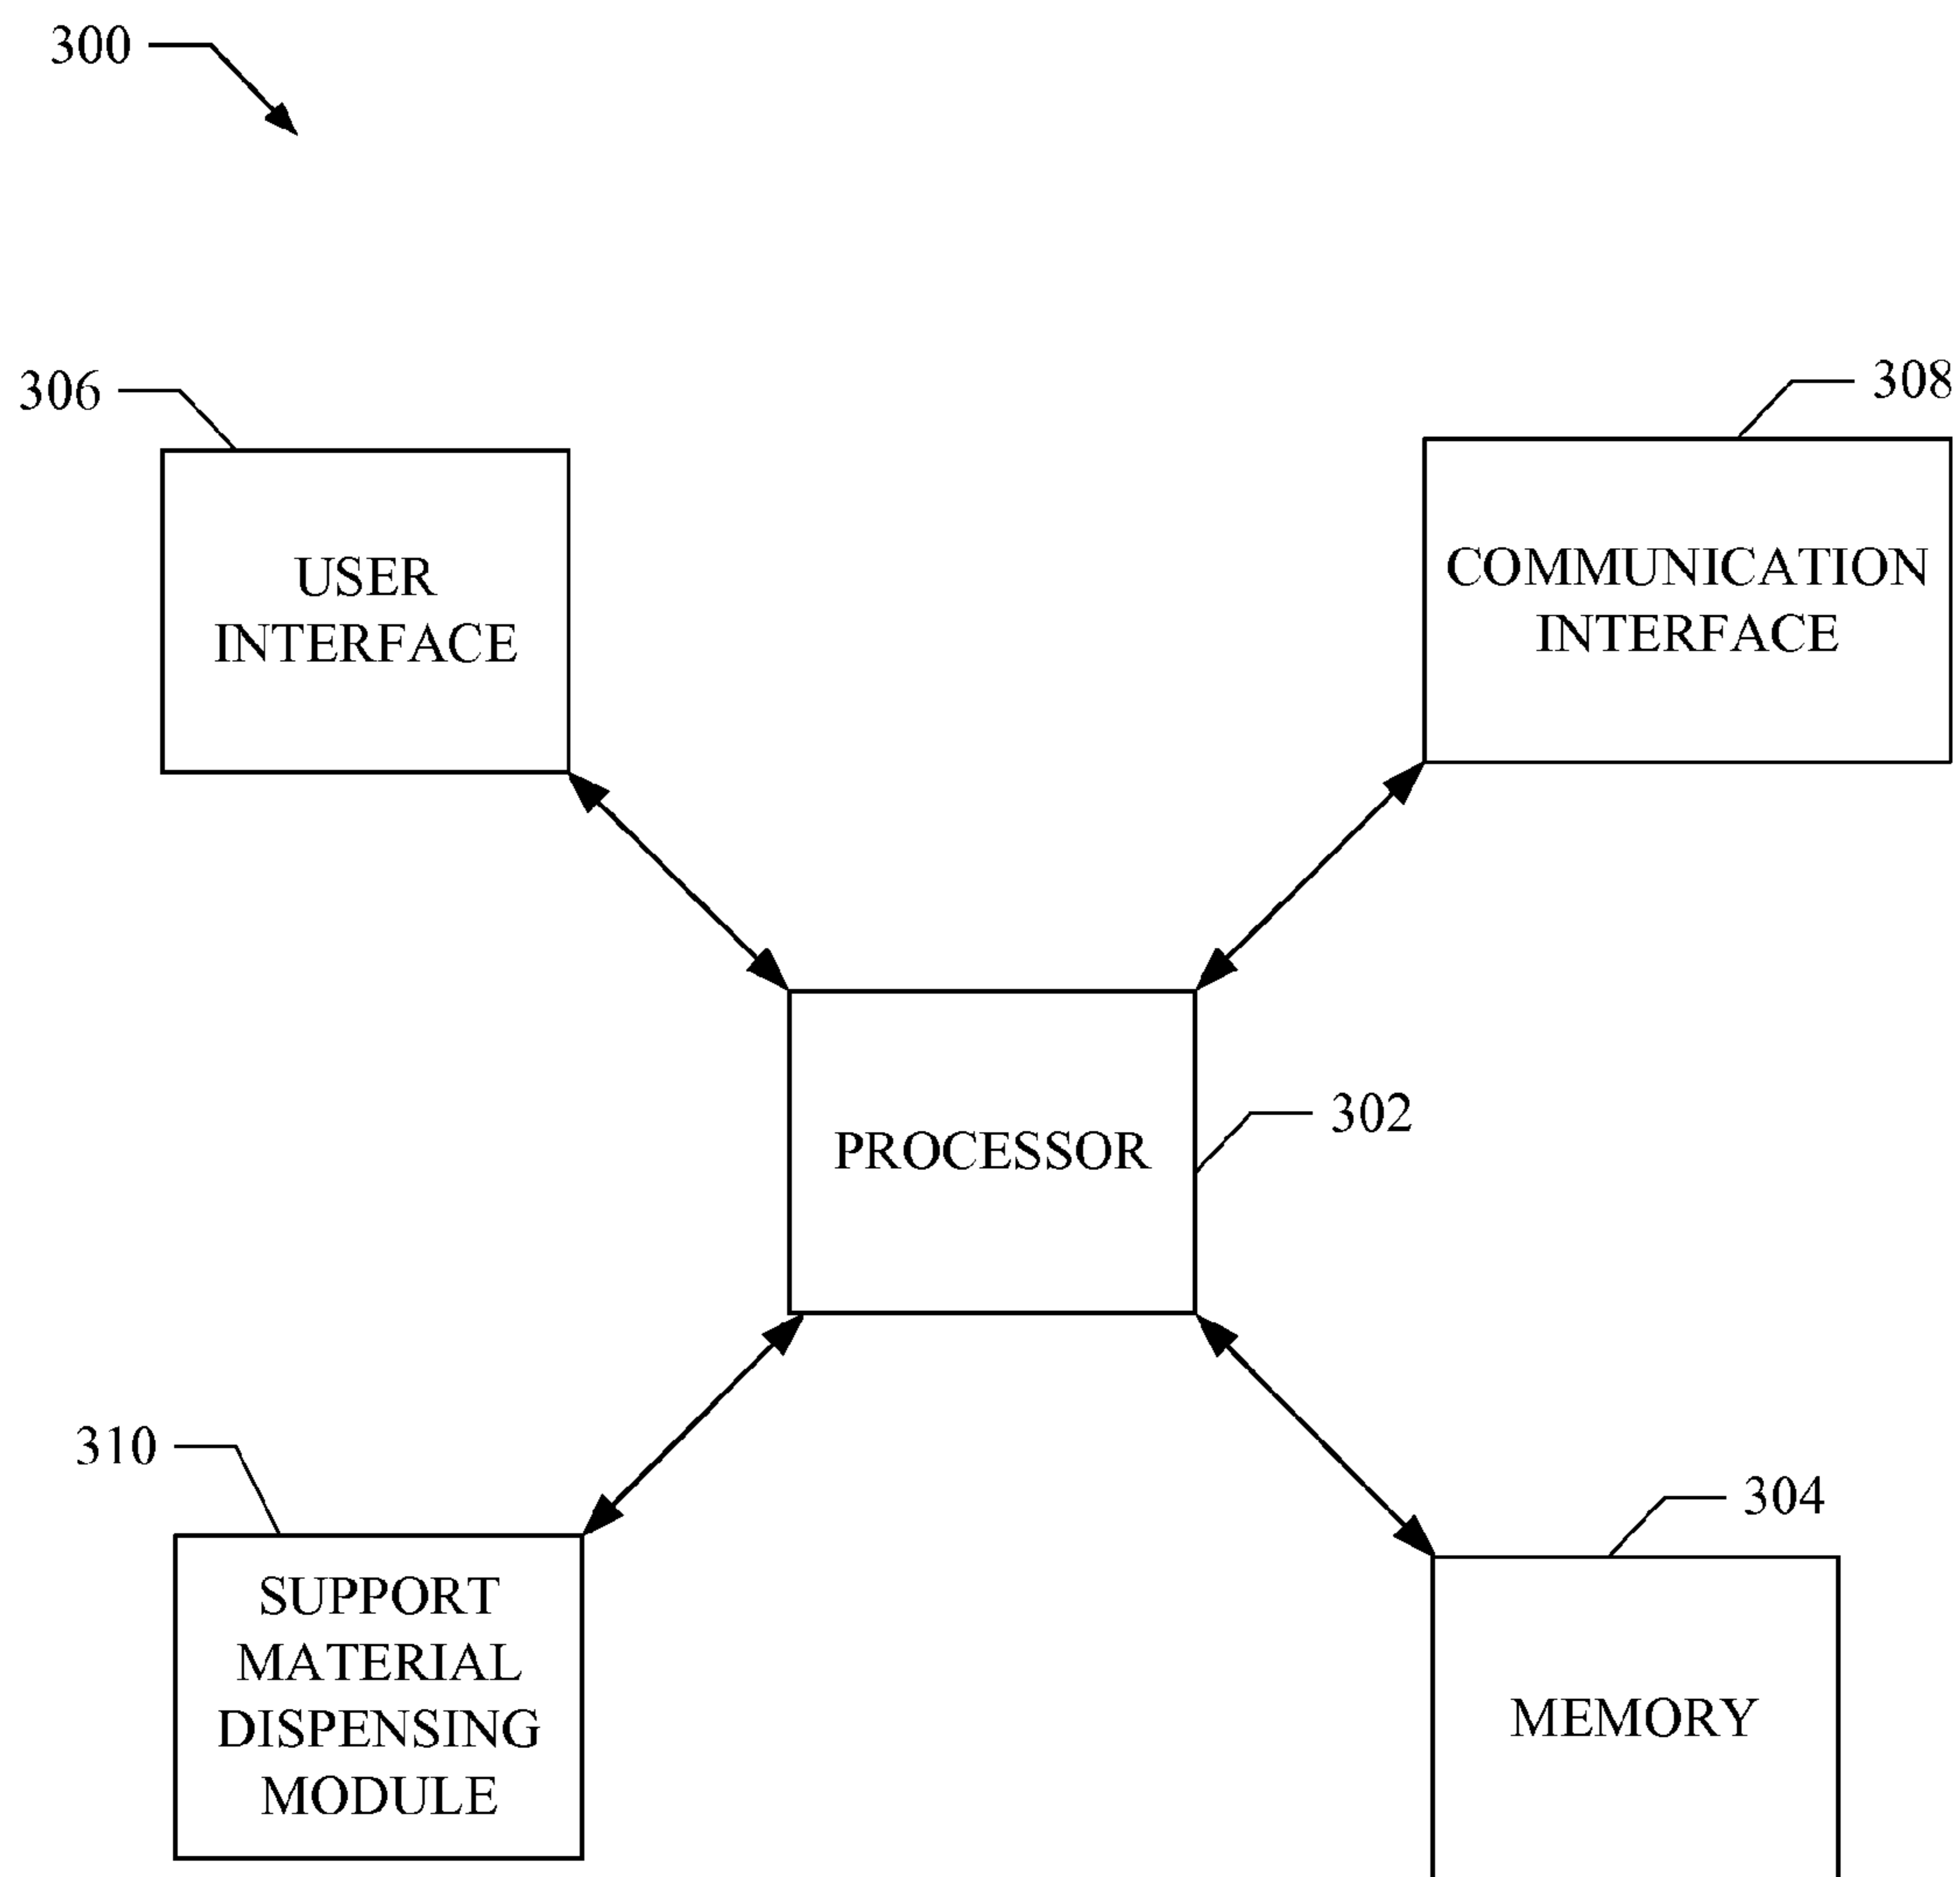 300
306
308
USER
INTERFACE
COMMUNICATION
INTERFACE
PROCESSOR
302
310
304
SUPPORT
MATERIAL
DISPENSING
MODULE
MEMORY